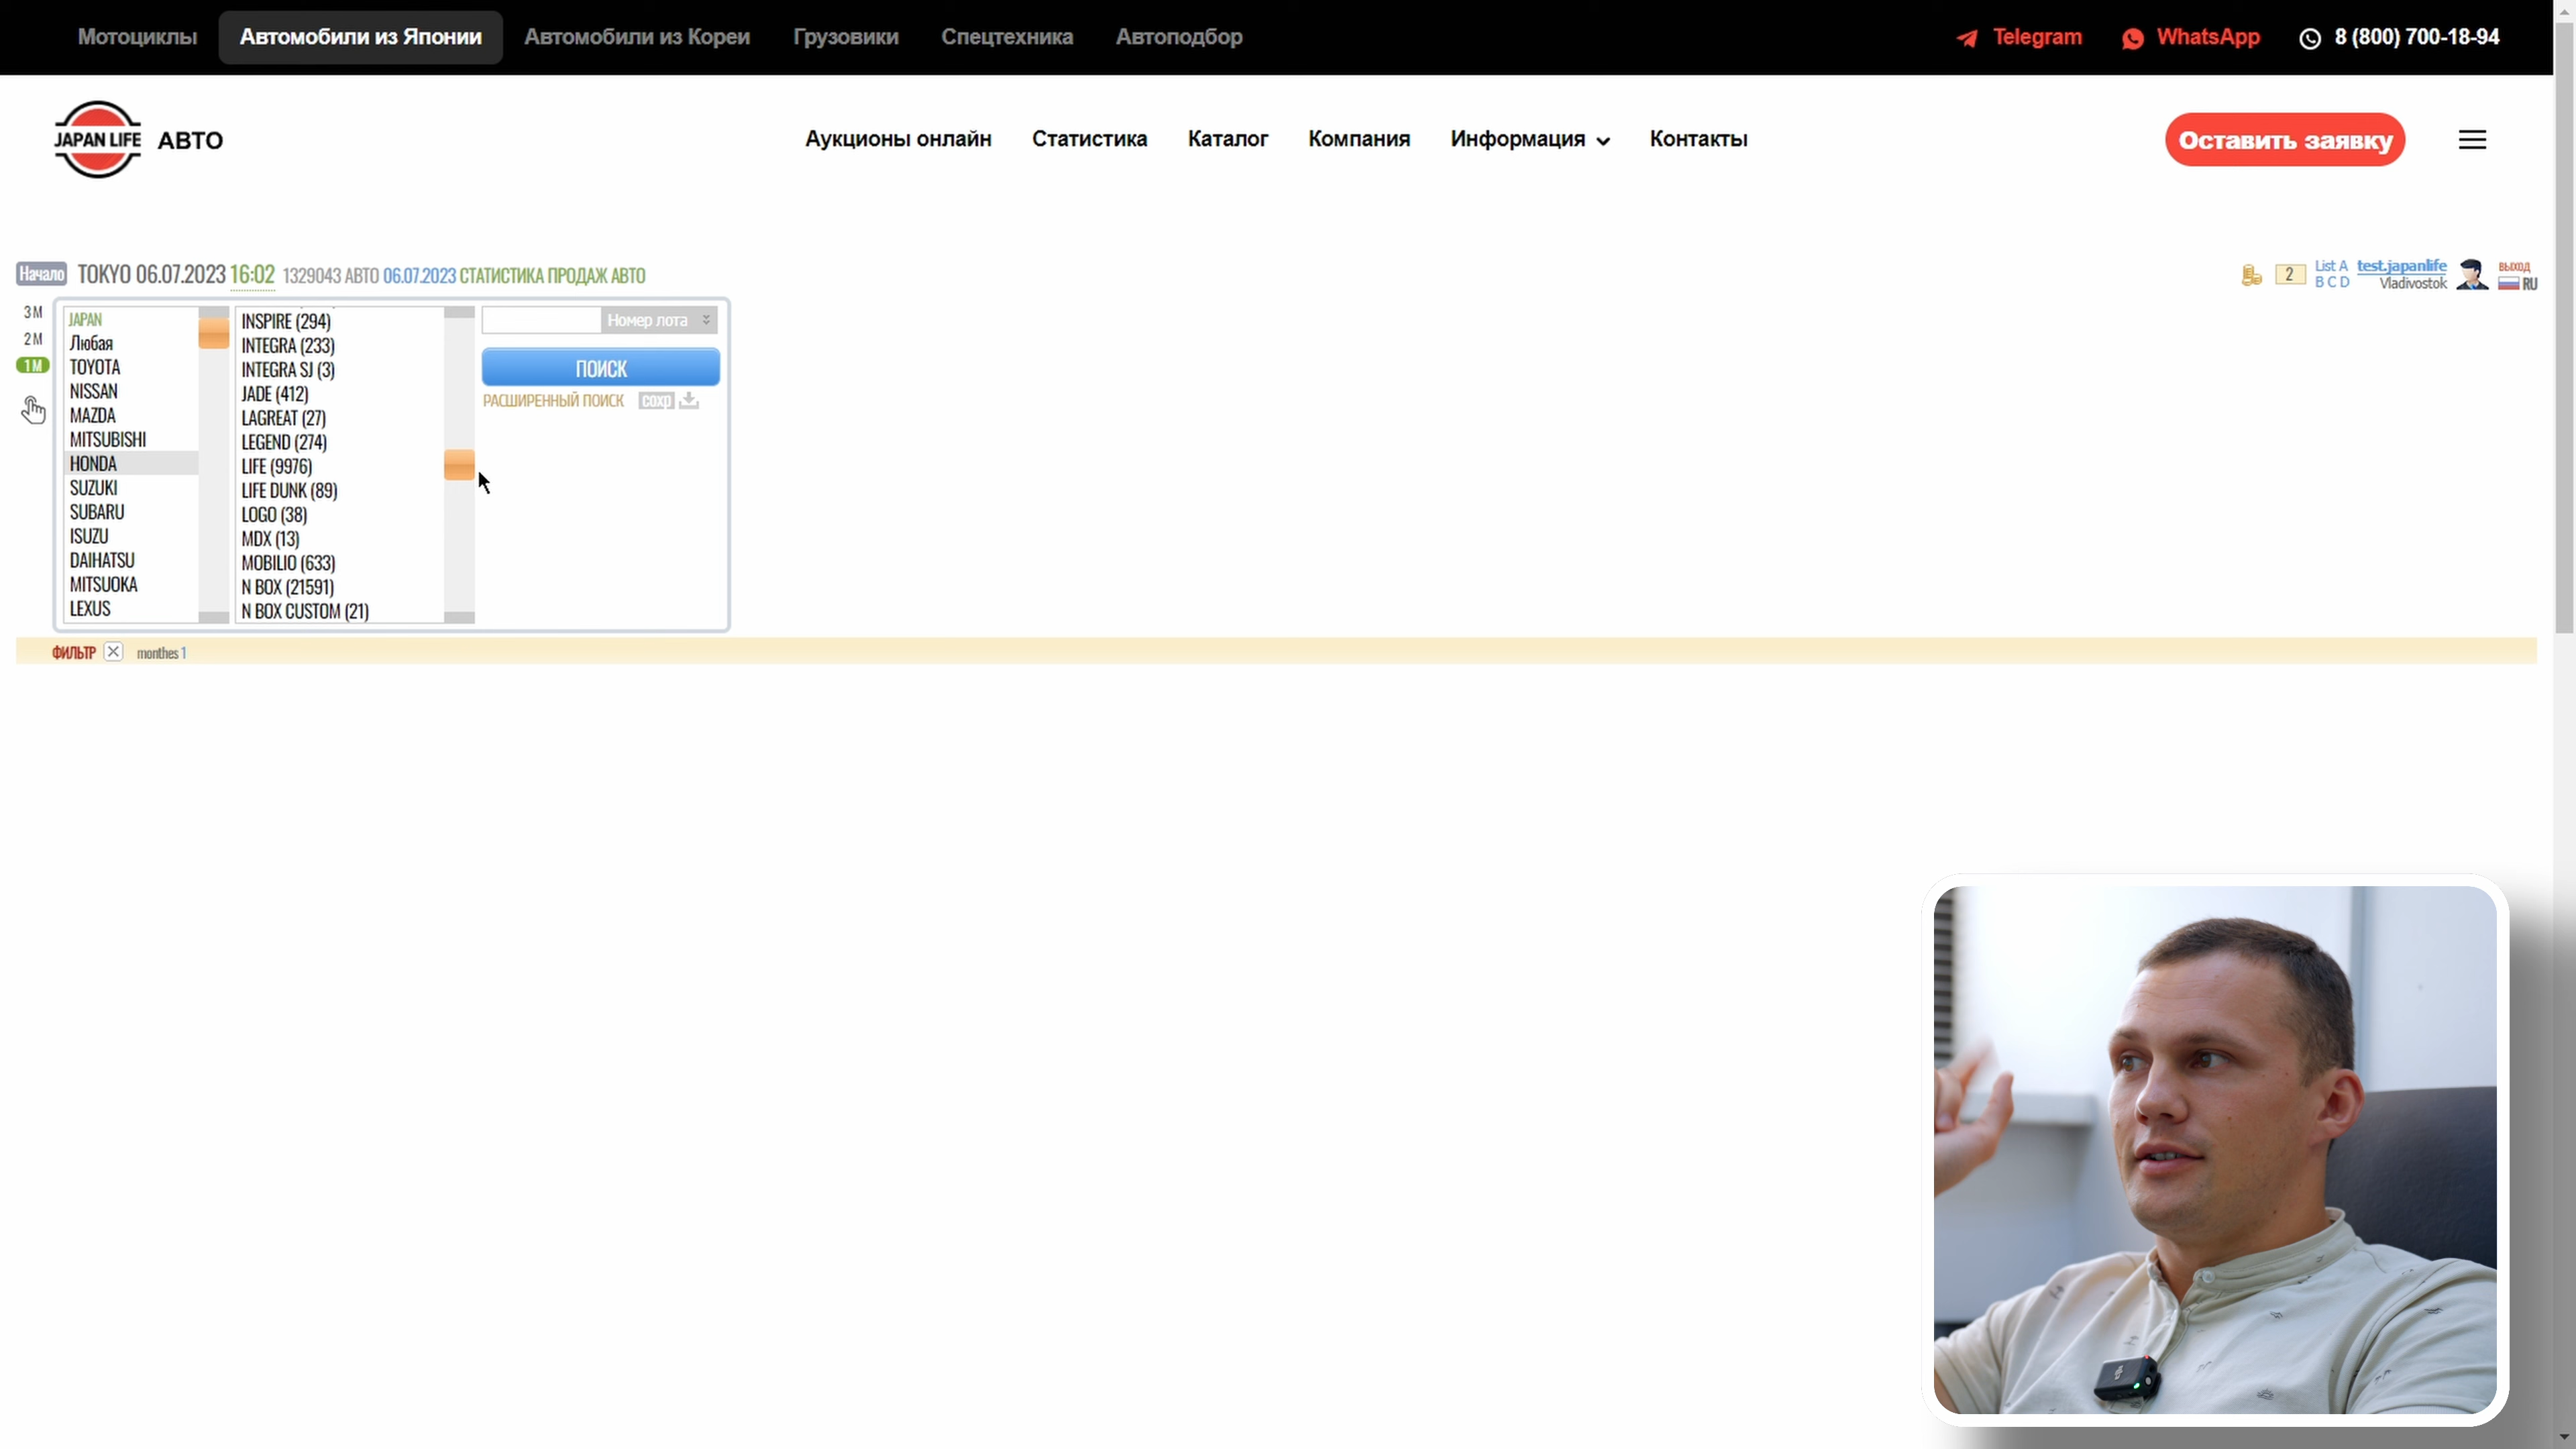 Мотоциклы Автомобили из Японии Автомобили из Кореи Грузовики Спецтехника Автоподбор Telegram WhatsApp 8 (800) 700-18-94
JAPAN LIFE АВТО Аукционы онлайн Статистика Каталог Компания Информация Контакты Оставить заявку
Начало TOKYO 06.07.2023 16:02 1329043 АВТО 06.07.2023 СТАТИСТИКА ПРОДАЖ АВТО
2 List A B C D test.japanlife Vladivostok ВЫХОД RU
3 M
2 M
1 M
JAPAN
Любая
TOYOTA
NISSAN
MAZDA
MITSUBISHI
HONDA
SUZUKI
SUBARU
ISUZU
DAIHATSU
MITSUOKA
LEXUS
INSPIRE (294)
INTEGRA (233)
INTEGRA SJ (3)
JADE (412)
LAGREAT (27)
LEGEND (274)
LIFE (9976)
LIFE DUNK (89)
LOGO (38)
MDX (13)
MOBILIO (633)
N BOX (21591)
N BOX CUSTOM (21)
Номер лота
ПОИСК
РАСШИРЕННЫЙ ПОИСК сохр
ФИЛЬТР monthes 1